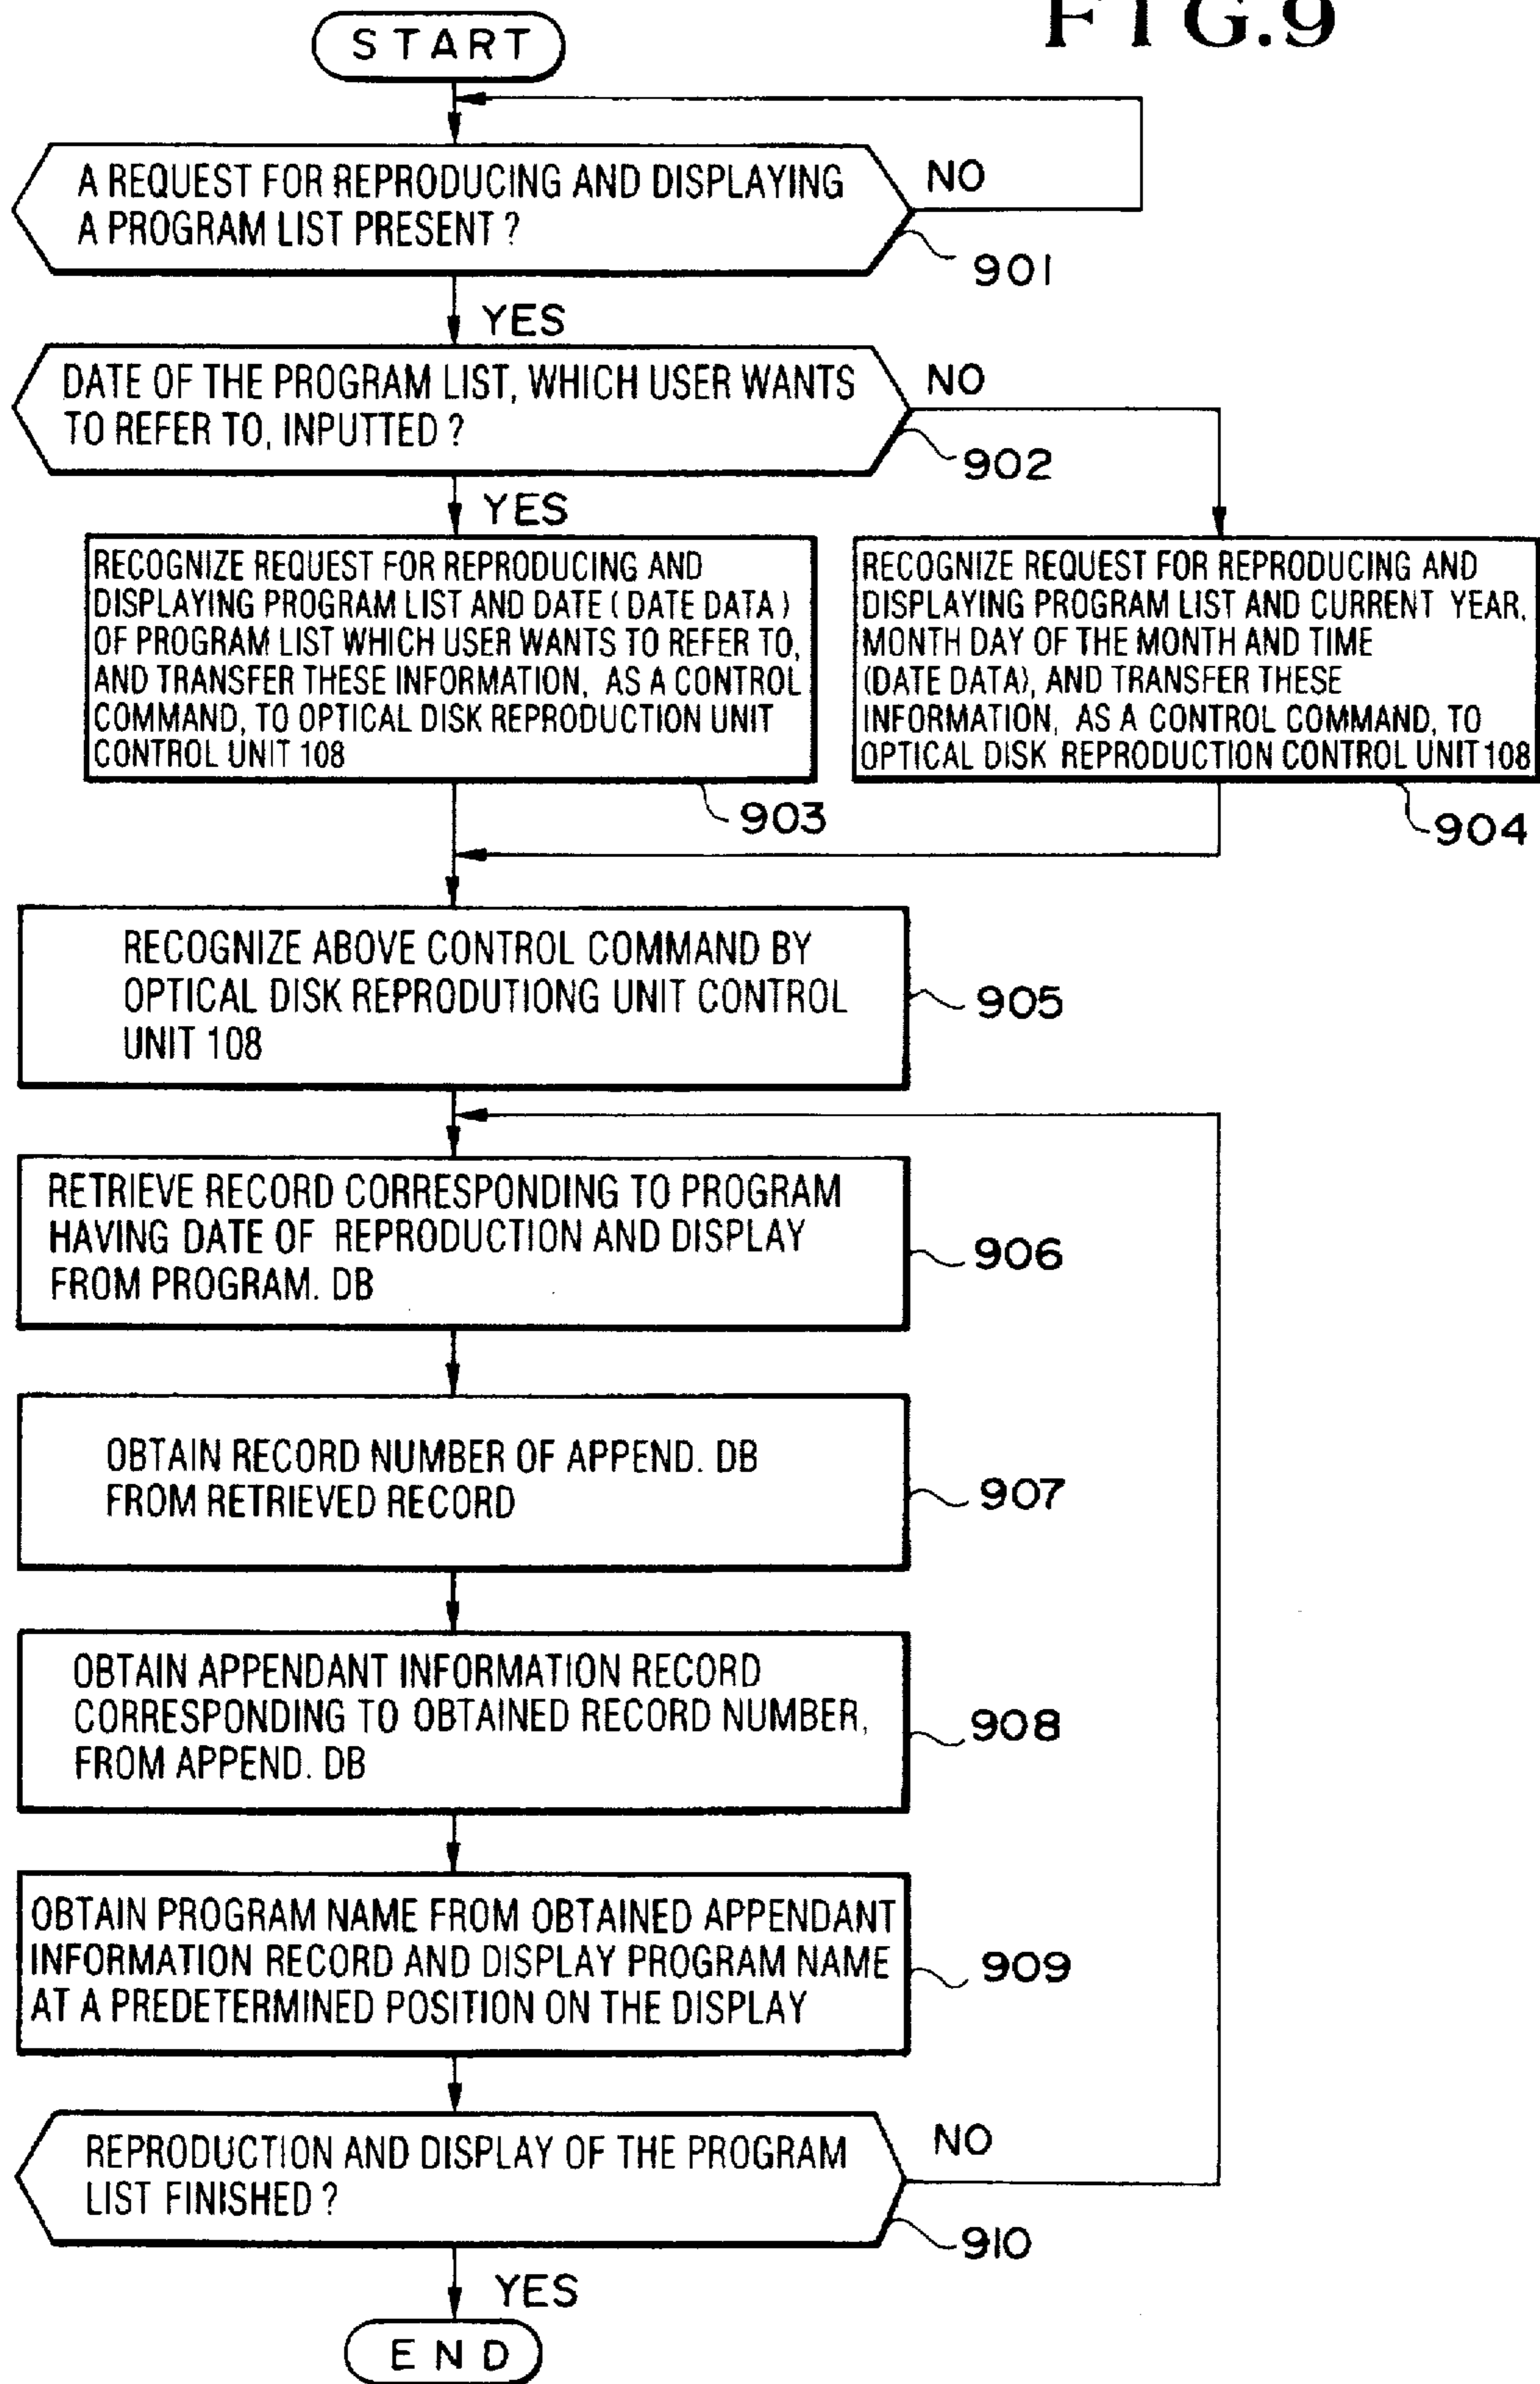 FIG.9
START
A REQUEST FOR REPRODUCING AND DISPLAYING
A PROGRAM LIST PRESENT ?
NO
901
YES
DATE OF THE PROGRAM LIST, WHICH USER WANTS
TO REFER TO, INPUTTED ?
NO
902
YES
RECOGNIZE REQUEST FOR REPRODUCING AND
DISPLAYING PROGRAM LIST AND DATE ( DATE DATA )
OF PROGRAM LIST WHICH USER WANTS TO REFER TO,
AND TRANSFER THESE INFORMATION, AS A CONTROL
COMMAND, TO OPTICAL DISK REPRODUCTION UNIT
CONTROL UNIT 108
903
RECOGNIZE REQUEST FOR REPRODUCING AND
DISPLAYING PROGRAM LIST AND CURRENT YEAR,
MONTH DAY OF THE MONTH AND TIME
(DATE DATA), AND TRANSFER THESE
INFORMATION, AS A CONTROL COMMAND, TO
OPTICAL DISK REPRODUCTION CONTROL UNIT 108
904
RECOGNIZE ABOVE CONTROL COMMAND BY
OPTICAL DISK REPRODUTIONG UNIT CONTROL
UNIT 108
905
RETRIEVE RECORD CORRESPONDING TO PROGRAM
HAVING DATE OF REPRODUCTION AND DISPLAY
FROM PROGRAM. DB
906
OBTAIN RECORD NUMBER OF APPEND. DB
FROM RETRIEVED RECORD
907
OBTAIN APPENDANT INFORMATION RECORD
CORRESPONDING TO OBTAINED RECORD NUMBER,
FROM APPEND. DB
908
OBTAIN PROGRAM NAME FROM OBTAINED APPENDANT
INFORMATION RECORD AND DISPLAY PROGRAM NAME
AT A PREDETERMINED POSITION ON THE DISPLAY
909
REPRODUCTION AND DISPLAY OF THE PROGRAM
LIST FINISHED ?
NO
910
YES
END